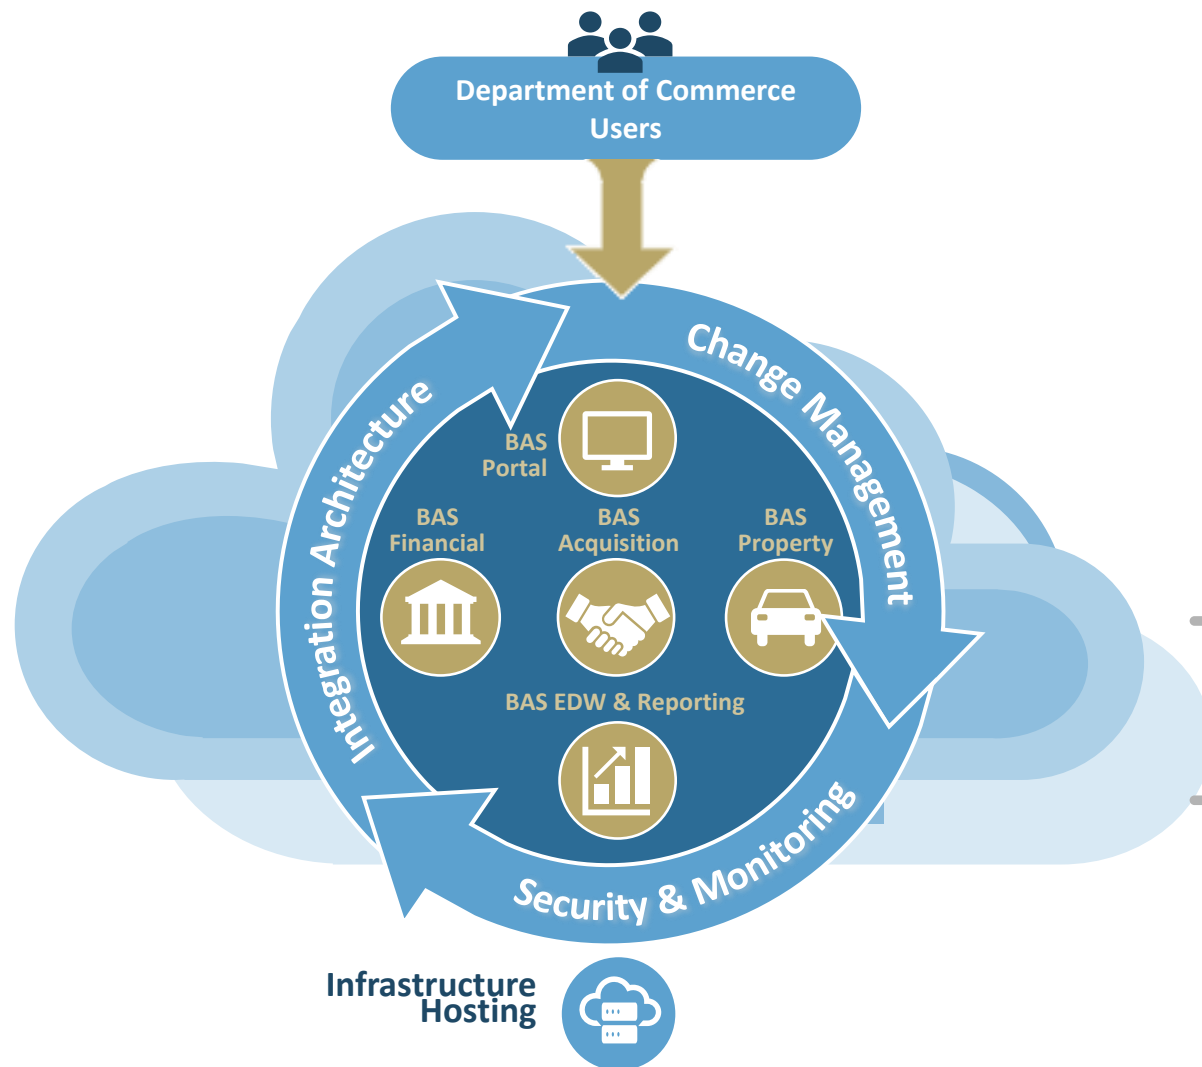 Department of Commerce
Users
Change Management
Integration Architecture
BAS
Portal
BAS
Financial
BAS
Acquisition
BAS
Property
BAS EDW & Reporting
Security & Monitoring
Infrastructure
Hosting